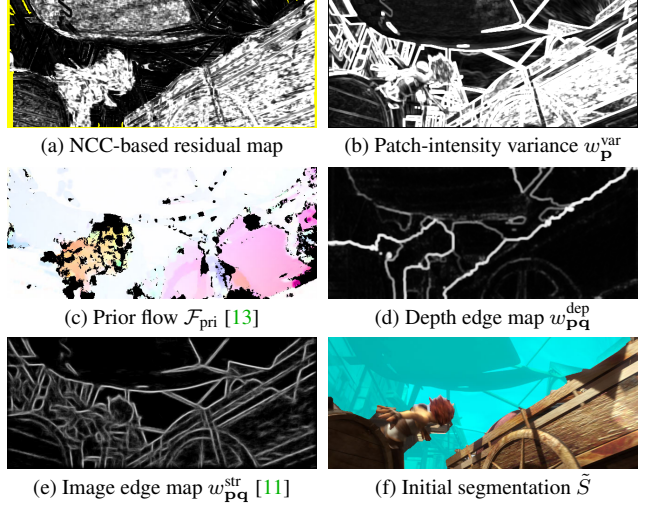 (a) NCC-based residual map
(b) Patch-intensity variance w_p^var
(c) Prior flow F_pri [13]
(d) Depth edge map w_pq^dep
(e) Image edge map w_pq^str [11]
(f) Initial segmentation S̃